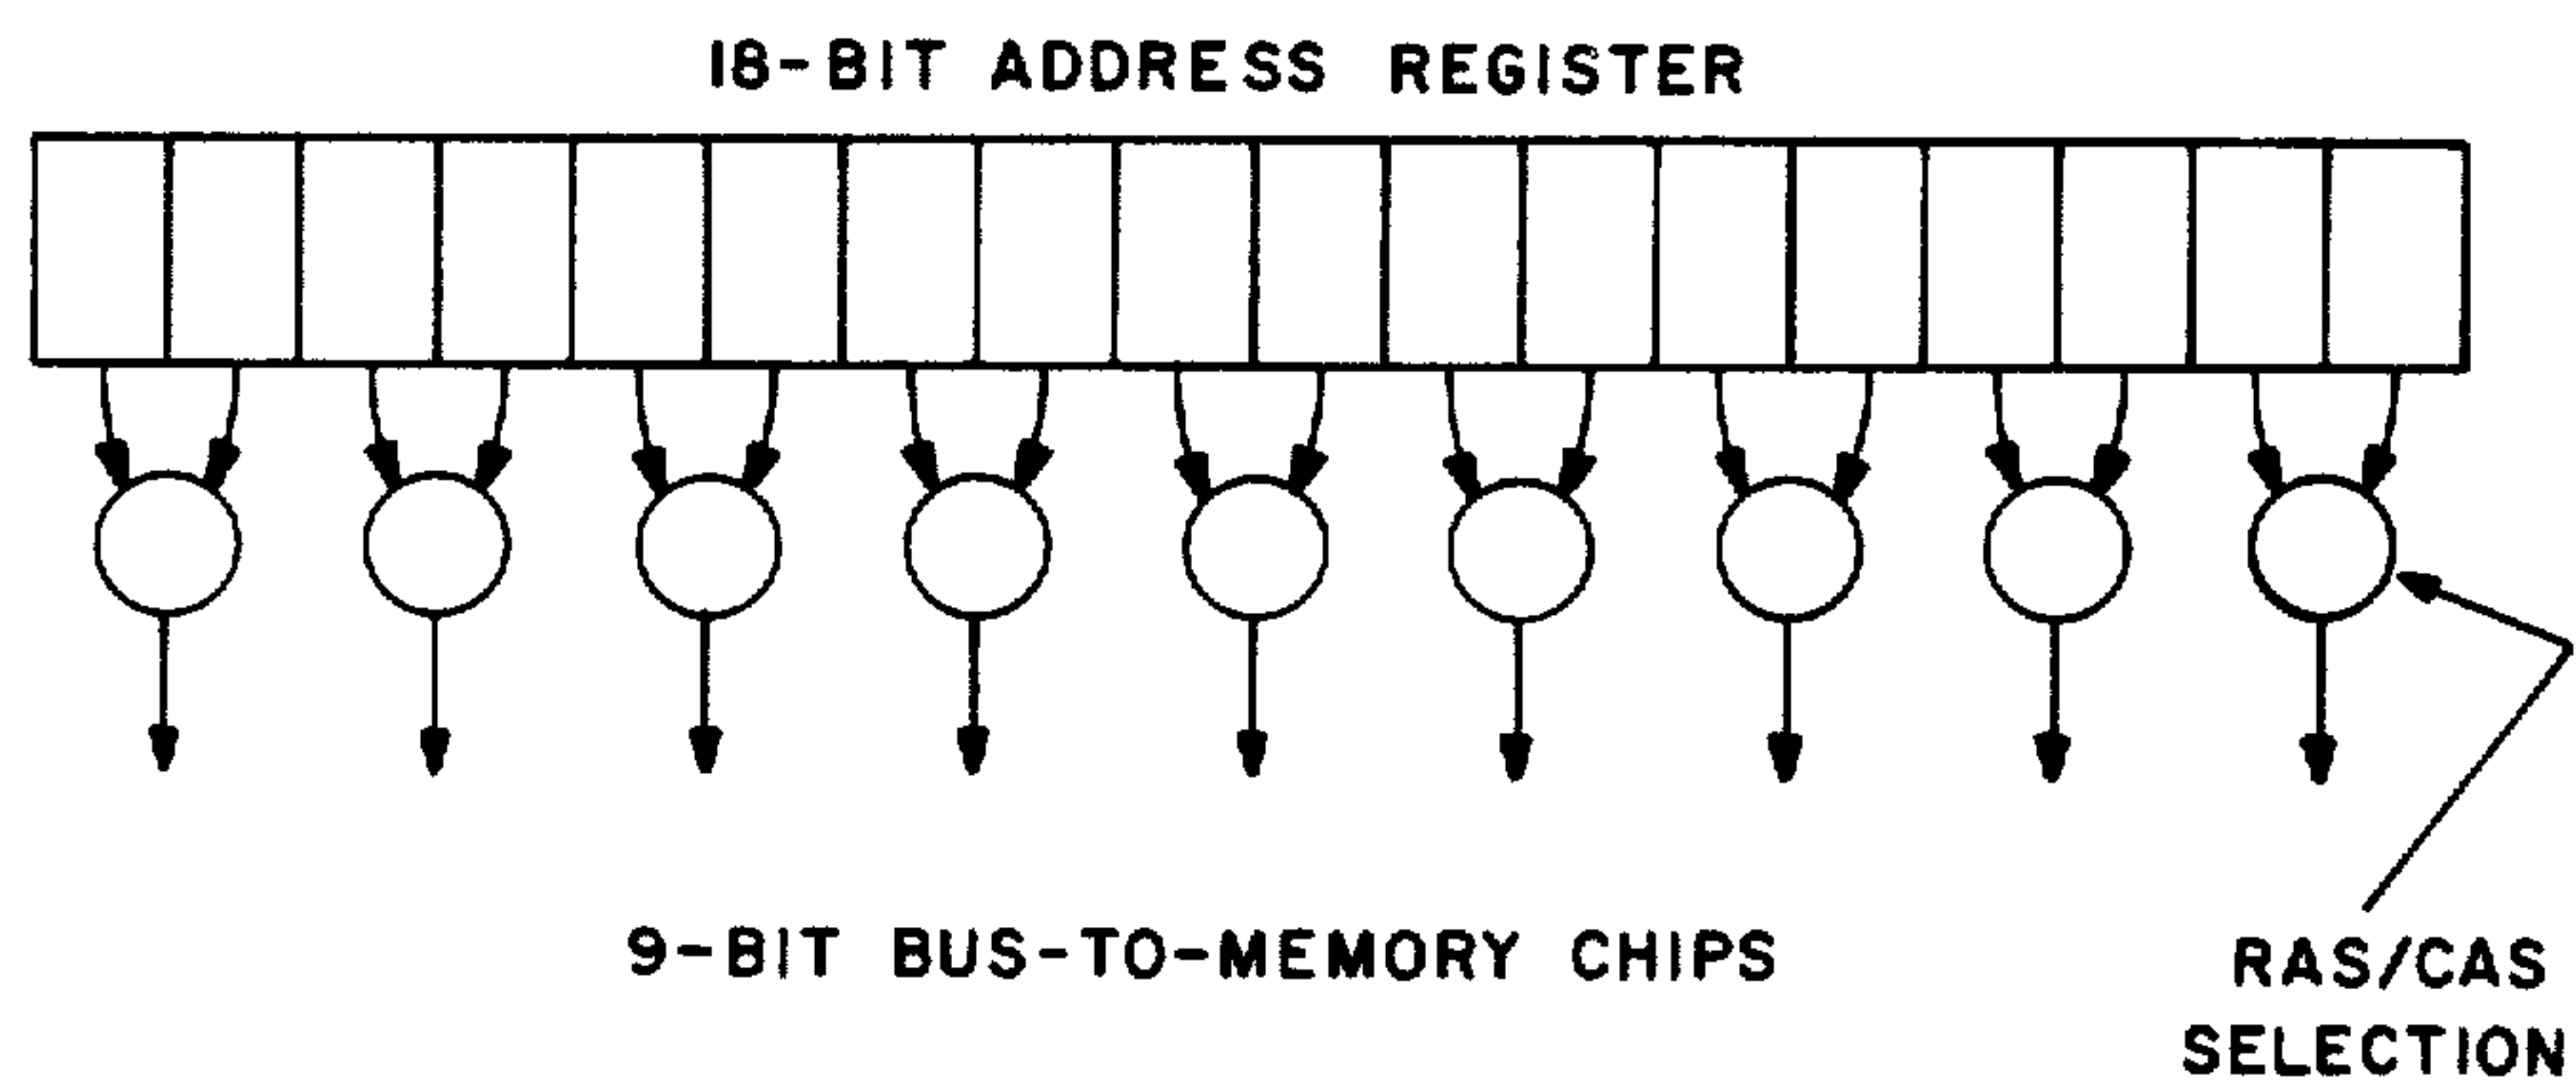 18-BIT ADDRESS REGISTER
9-BIT BUS-TO-MEMORY CHIPS
RAS/CAS
SELECTION